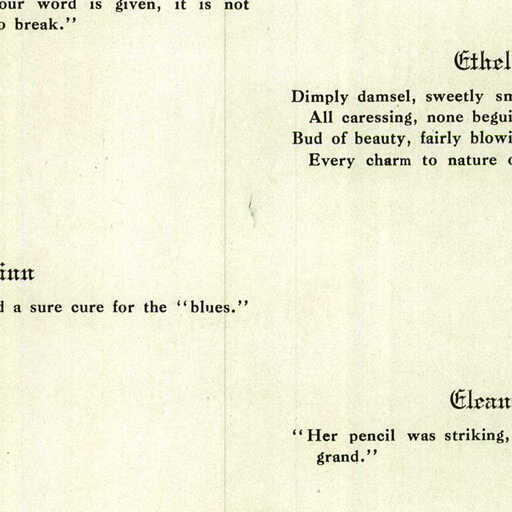 our word is given, it is not
o break."
inn
d a sure cure for the "blues."
Ethel
Dimply damsel, sweetly sm
All caressing, none begui
Bud of beauty, fairly blowi
Every charm to nature o
Elean
"Her pencil was striking,
grand."